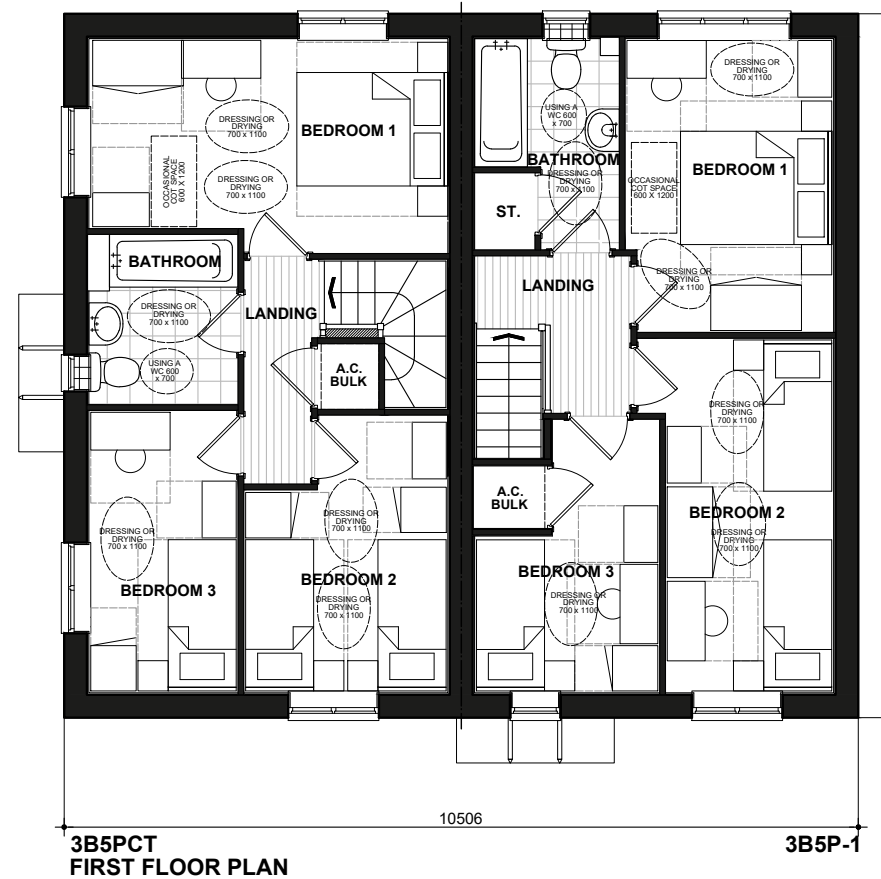 DRESSING OR
DRYING
700 x 1100
BEDROOM 1
OCCASIONAL
COT SPACE
600 X 1200
DRESSING OR
DRYING
700 x 1100
BATHROOM
DRESSING OR
DRYING
700 x 1100
USING A
WC 600
x 700
LANDING
A.C.
BULK
DRESSING OR
DRYING
700 x 1100
BEDROOM 3
DRESSING OR
DRYING
700 x 1100
BEDROOM 2
DRESSING OR
DRYING
700 x 1100
USING A
WC 600
x 700
BATHROOM
DRESSING OR
DRYING
700 x 1100
ST.
DRESSING OR
DRYING
700 x 1100
BEDROOM 1
OCCASIONAL
COT SPACE
600 X 1200
DRESSING OR
DRYING
700 x 1100
LANDING
A.C.
BULK
DRESSING OR
DRYING
700 x 1100
BEDROOM 2
DRESSING OR
DRYING
700 x 1100
BEDROOM 3
DRESSING OR
DRYING
700 x 1100
10506
3B5PCT
3B5P-1
FIRST FLOOR PLAN